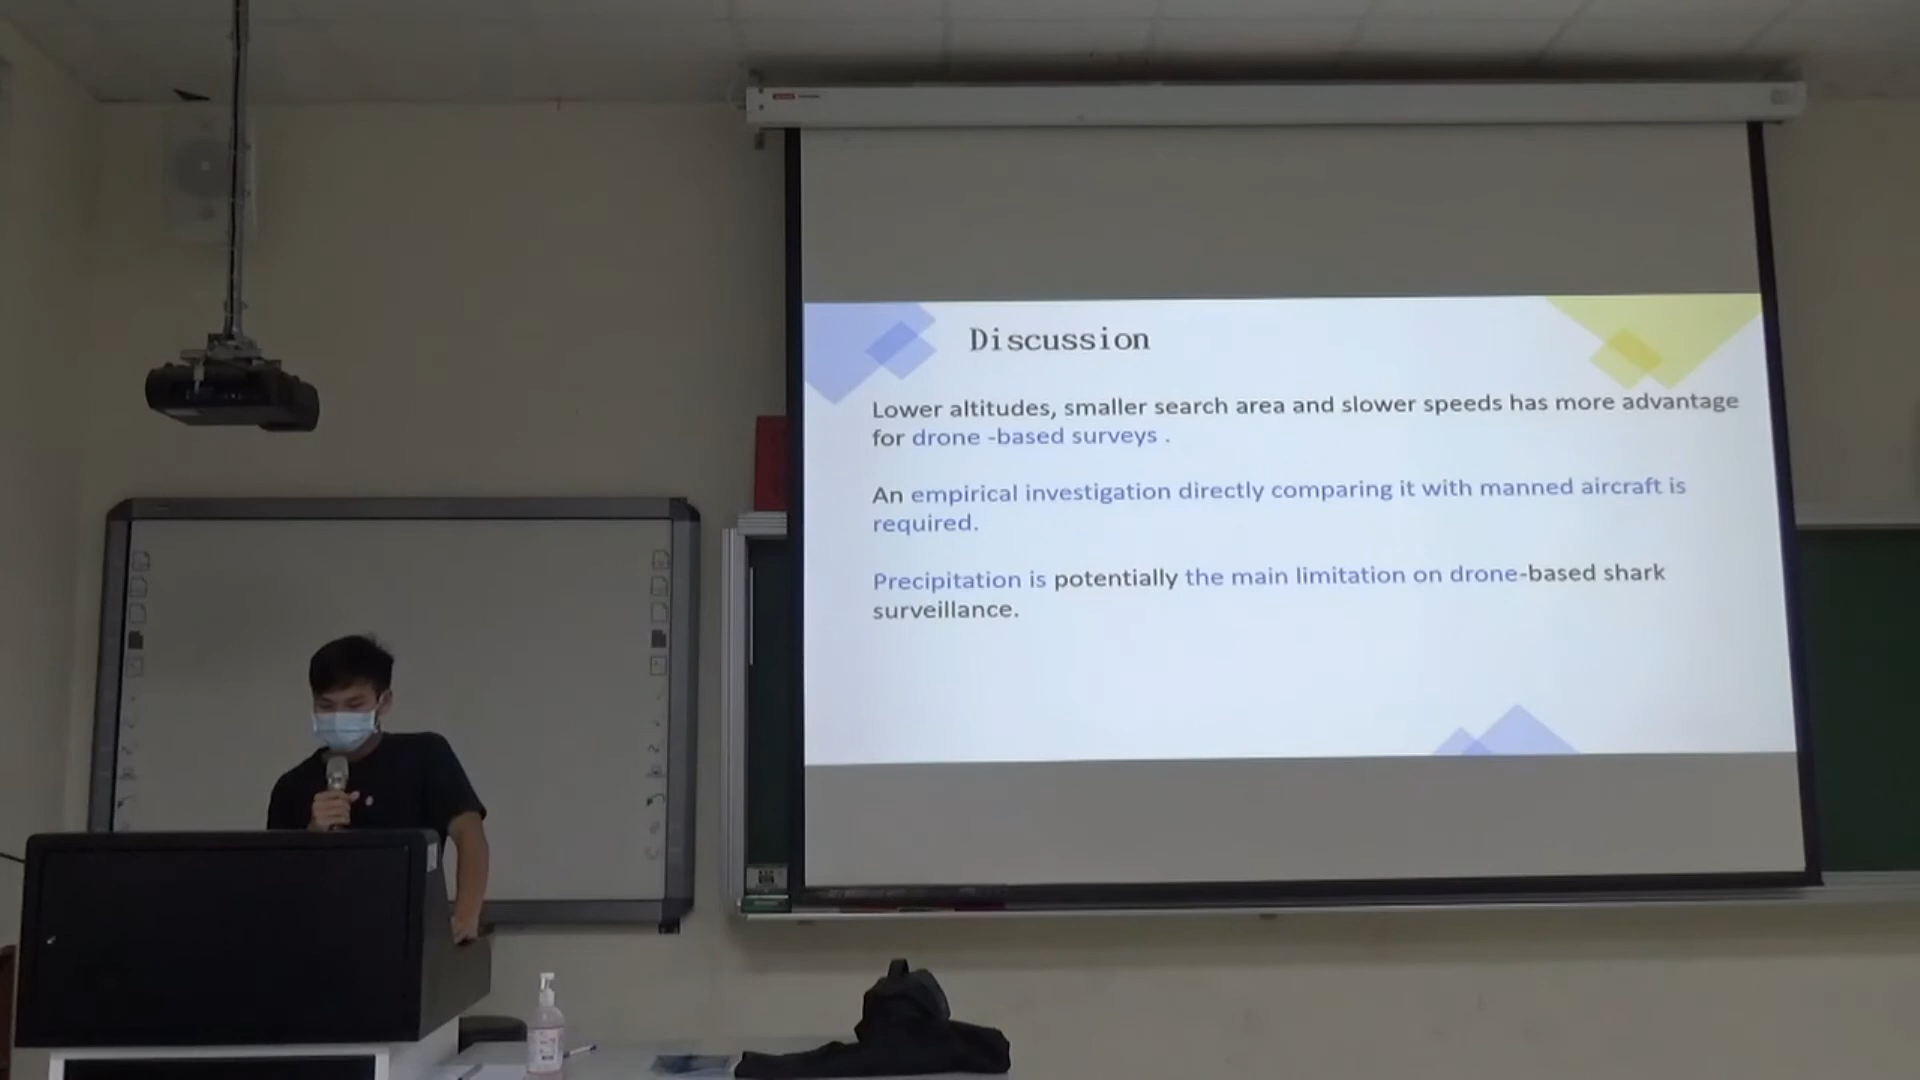 Discussion
Lower altitudes, smaller search area and slower speeds has more advantage
for drone -based surveys .
An empirical investigation directly comparing it with manned aircraft is
required.
Precipitation is potentially the main limitation on drone-based shark
surveillance.